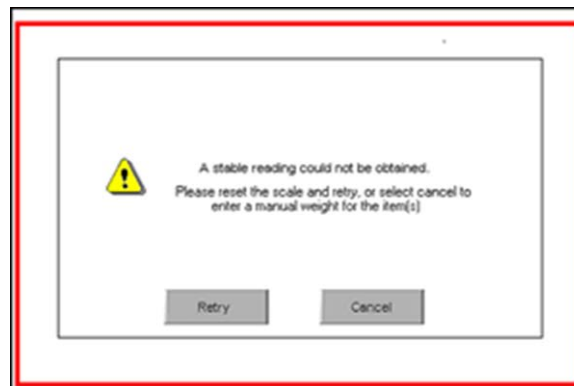 A stable reading could not be obtained.
Please reset the scale and retry, or select cancel to
enter a manual weight for the item(s)
Retry
Cancel